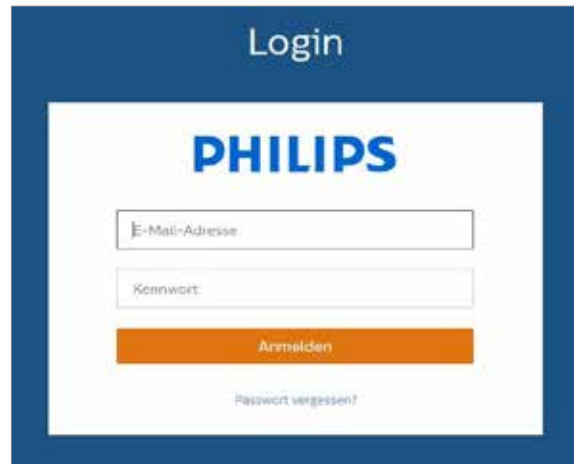 Login
PHILIPS
E-Mail-Adresse
Kennwort
Anmelden
Passwort vergessen?